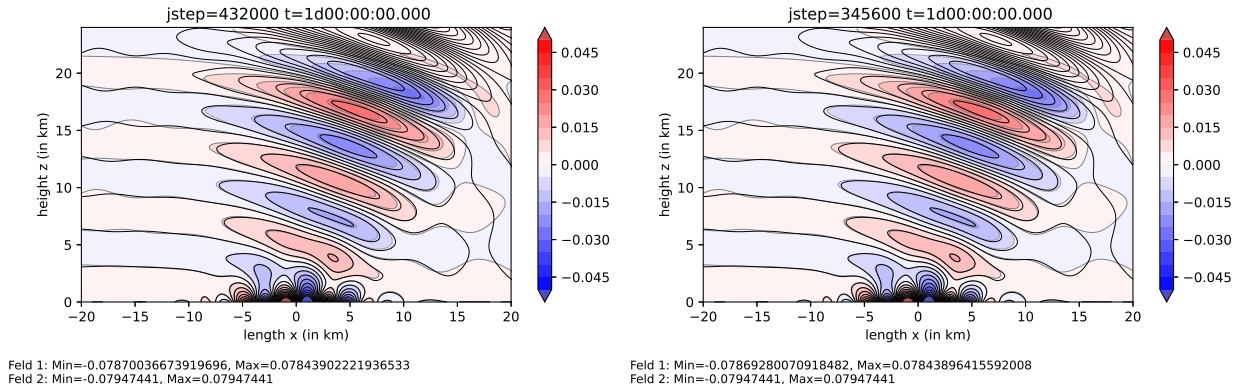 jstep=432000 t=1d00:00:00.000
height z (in km)
20
15
10
5
0
−20 −15 −10 −5 0 5 10 15 20
length x (in km)
0.045
0.030
0.015
0.000
−0.015
−0.030
−0.045
Feld 1: Min=-0.07870036673919696, Max=0.07843902221936533
Feld 2: Min=-0.07947441, Max=0.07947441
jstep=345600 t=1d00:00:00.000
height z (in km)
20
15
10
5
0
−20 −15 −10 −5 0 5 10 15 20
length x (in km)
0.045
0.030
0.015
0.000
−0.015
−0.030
−0.045
Feld 1: Min=-0.07869280070918482, Max=0.07843896415592008
Feld 2: Min=-0.07947441, Max=0.07947441